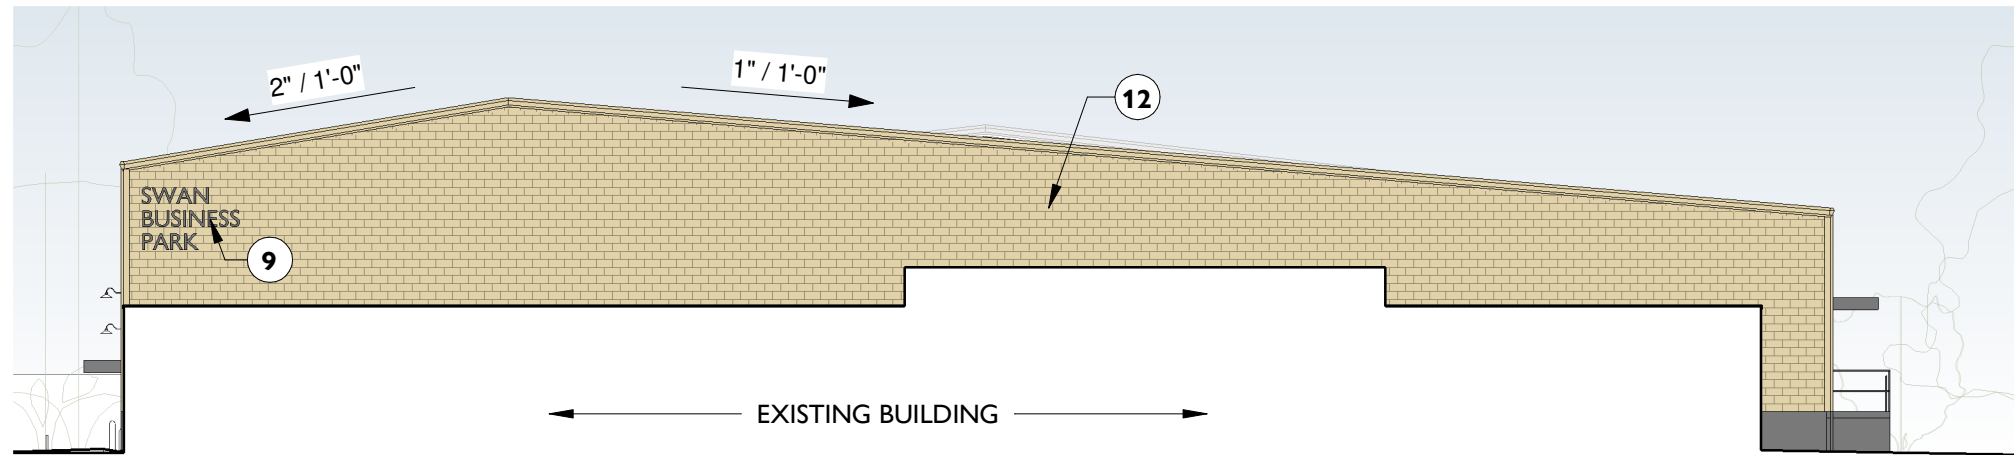 2" / 1'-0"
1" / 1'-0"
12
SWAN
BUSINESS
PARK
9
EXISTING BUILDING